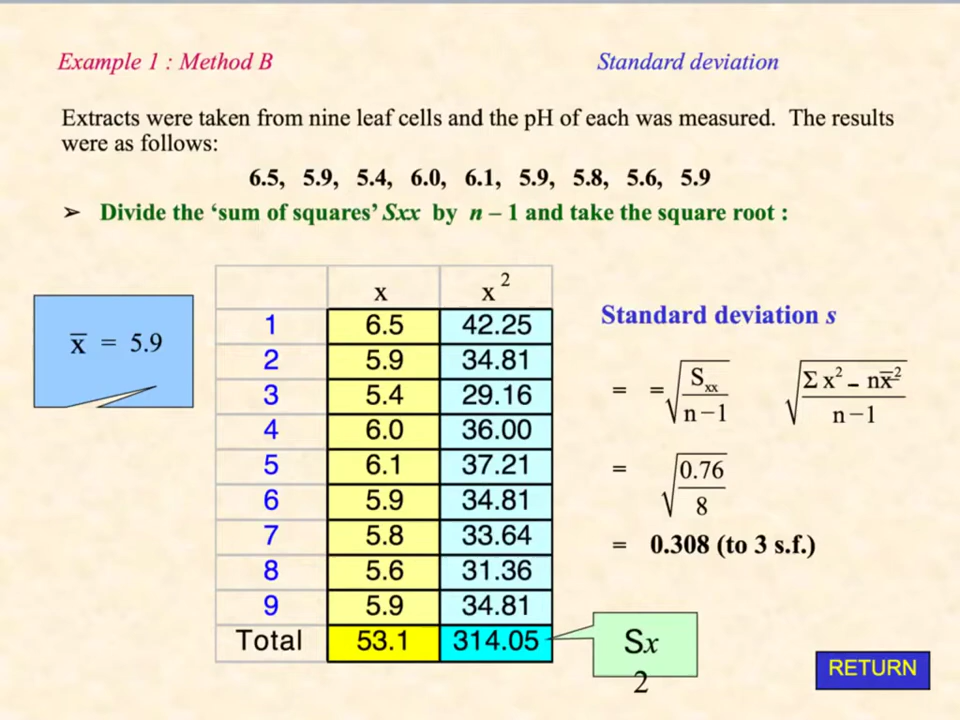 Example 1 : Method B
Standard deviation
Extracts were taken from nine leaf cells and the pH of each was measured. The results
were as follows:
6.5, 5.9, 5.4, 6.0, 6.1, 5.9, 5.8, 5.6, 5.9
➢ Divide the ‘sum of squares’ Sxx by n – 1 and take the square root :
x̅ = 5.9
x x²
1 6.5 42.25
2 5.9 34.81
3 5.4 29.16
4 6.0 36.00
5 6.1 37.21
6 5.9 34.81
7 5.8 33.64
8 5.6 31.36
9 5.9 34.81
Total 53.1 314.05
Standard deviation s
= = √(Sxx / n−1) √(Σx² − nx̅² / n−1)
= √(0.76 / 8)
= 0.308 (to 3 s.f.)
Sx
2
RETURN